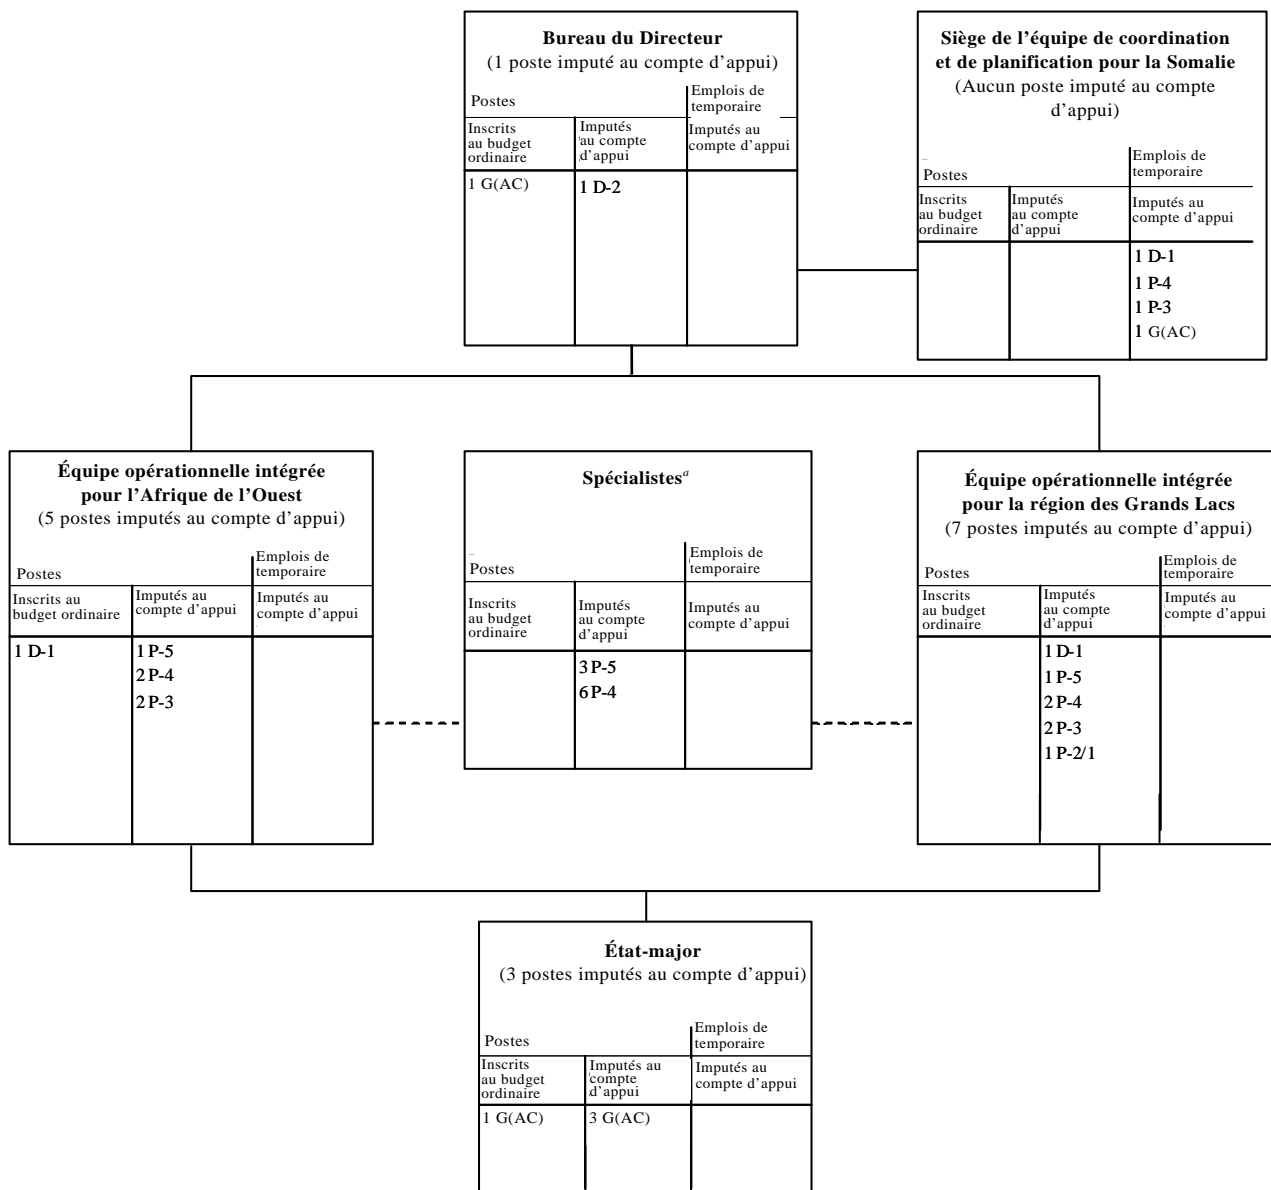 Bureau du Directeur
(1 poste imputé au compte d'appui)
Postes
Emplois de
temporaire
Inscrits
au budget
ordinaire
Imputés
au compte
d'appui
Imputés au
compte d'appui
1 G(AC)
1 D-2
Siège de l'équipe de coordination
et de planification pour la Somalie
(Aucun poste imputé au compte
d'appui)
Postes
Emplois de
temporaire
Inscrits
au budget
ordinaire
Imputés
au compte
d'appui
Imputés au
compte d'appui
1 D-1
1 P-4
1 P-3
1 G(AC)
Équipe opérationnelle intégrée
pour l'Afrique de l'Ouest
(5 postes imputés au compte d'appui)
Postes
Emplois de
temporaire
Inscrits au
budget ordinaire
Imputés au
compte d'appui
Imputés au
compte d'appui
1 D-1
1 P-5
2 P-4
2 P-3
Spécialistesa
Postes
Emplois de
temporaire
Inscrits
au budget
ordinaire
Imputés
au compte
d'appui
Imputés au
compte d'appui
3 P-5
6 P-4
Équipe opérationnelle intégrée
pour la région des Grands Lacs
(7 postes imputés au compte d'appui)
Postes
Emplois de
temporaire
Inscrits
au budget
ordinaire
Imputés
au compte
d'appui
Imputés au
compte d'appui
1 D-1
1 P-5
2 P-4
2 P-3
1 P-2/1
État-major
(3 postes imputés au compte d'appui)
Postes
Emplois de
temporaire
Inscrits
au budget
ordinaire
Imputés au
compte
d'appui
Imputés au
compte d'appui
1 G(AC)
3 G(AC)